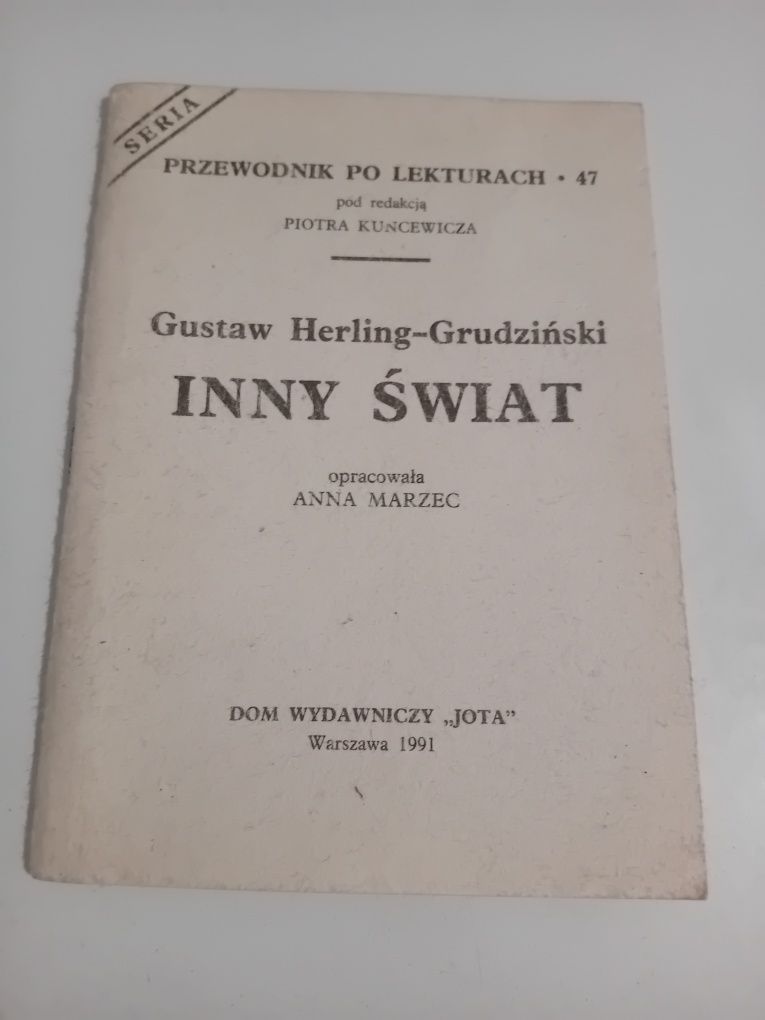 SERIA
PRZEWODNIK PO LEKTURACH • 47
pod redakcją
PIOTRA KUNCEWICZA
Gustaw Herling-Grudziński
INNY ŚWIAT
opracowała
ANNA MARZEC
DOM WYDAWNICZY „JOTA”
Warszawa 1991